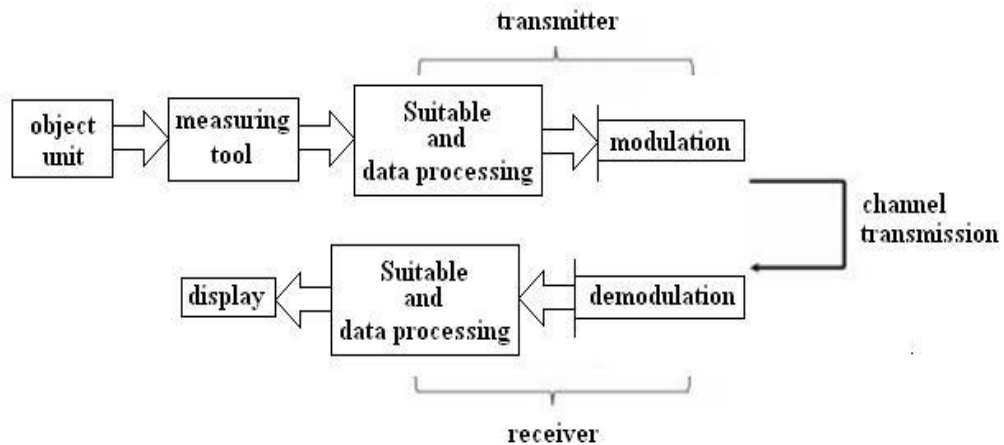 transmitter
object
unit
measuring
tool
Suitable
and
data processing
modulation
channel
transmission
display
Suitable
and
data processing
demodulation
receiver